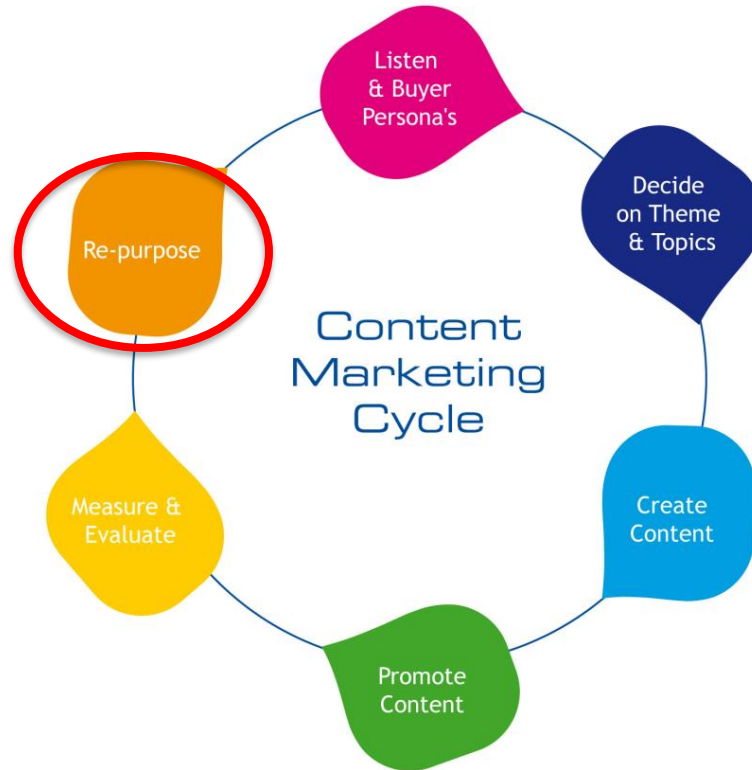 Listen
& Buyer
Persona's
Decide
on Theme
& Topics
Create
Content
Promote
Content
Measure &
Evaluate
Re-purpose
Content
Marketing
Cycle